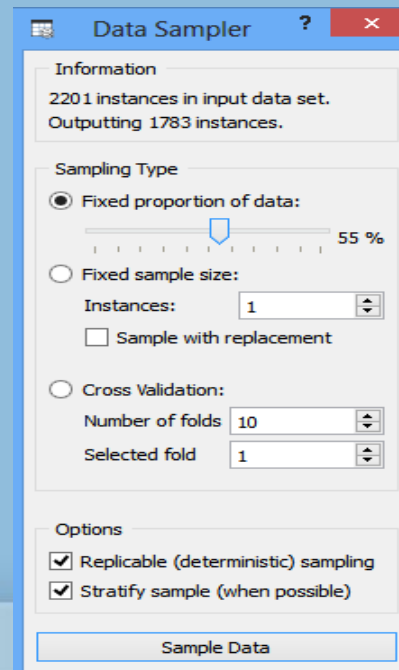 Data Sampler ? ×
Information
2201 instances in input data set.
Outputting 1783 instances.
Sampling Type
Fixed proportion of data:
55 %
Fixed sample size:
Instances: 1
Sample with replacement
Cross Validation:
Number of folds 10
Selected fold 1
Options
Replicable (deterministic) sampling
Stratify sample (when possible)
Sample Data